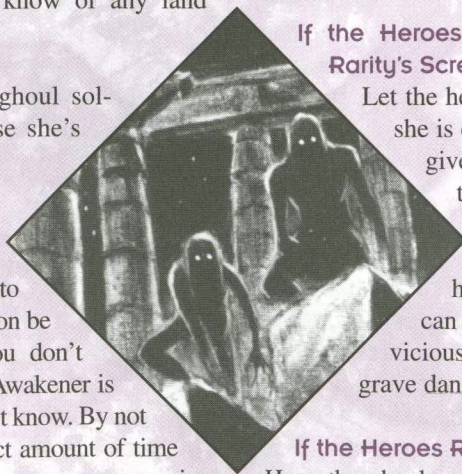 know of any land
ghoul sol-
se she's
to
on be
ou don't
Awakener is
t know. By not
ct amount of time
If the Heroes
Rarity's Scre
Let the he
she is
give
t
h
can
vicious
grave dan
If the Heroes R